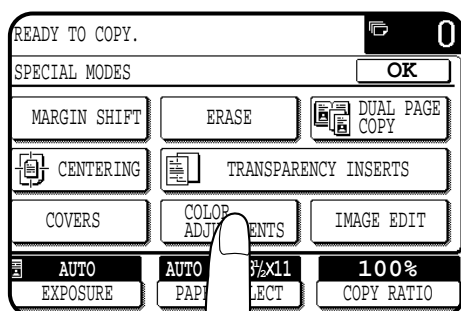 READY TO COPY.
0
SPECIAL MODES
OK
MARGIN SHIFT
ERASE
DUAL PAGE
COPY
CENTERING
TRANSPARENCY INSERTS
COVERS
COLOR
IMAGE EDIT
AUTO
AUTO
100%
EXPOSURE
COPY RATIO